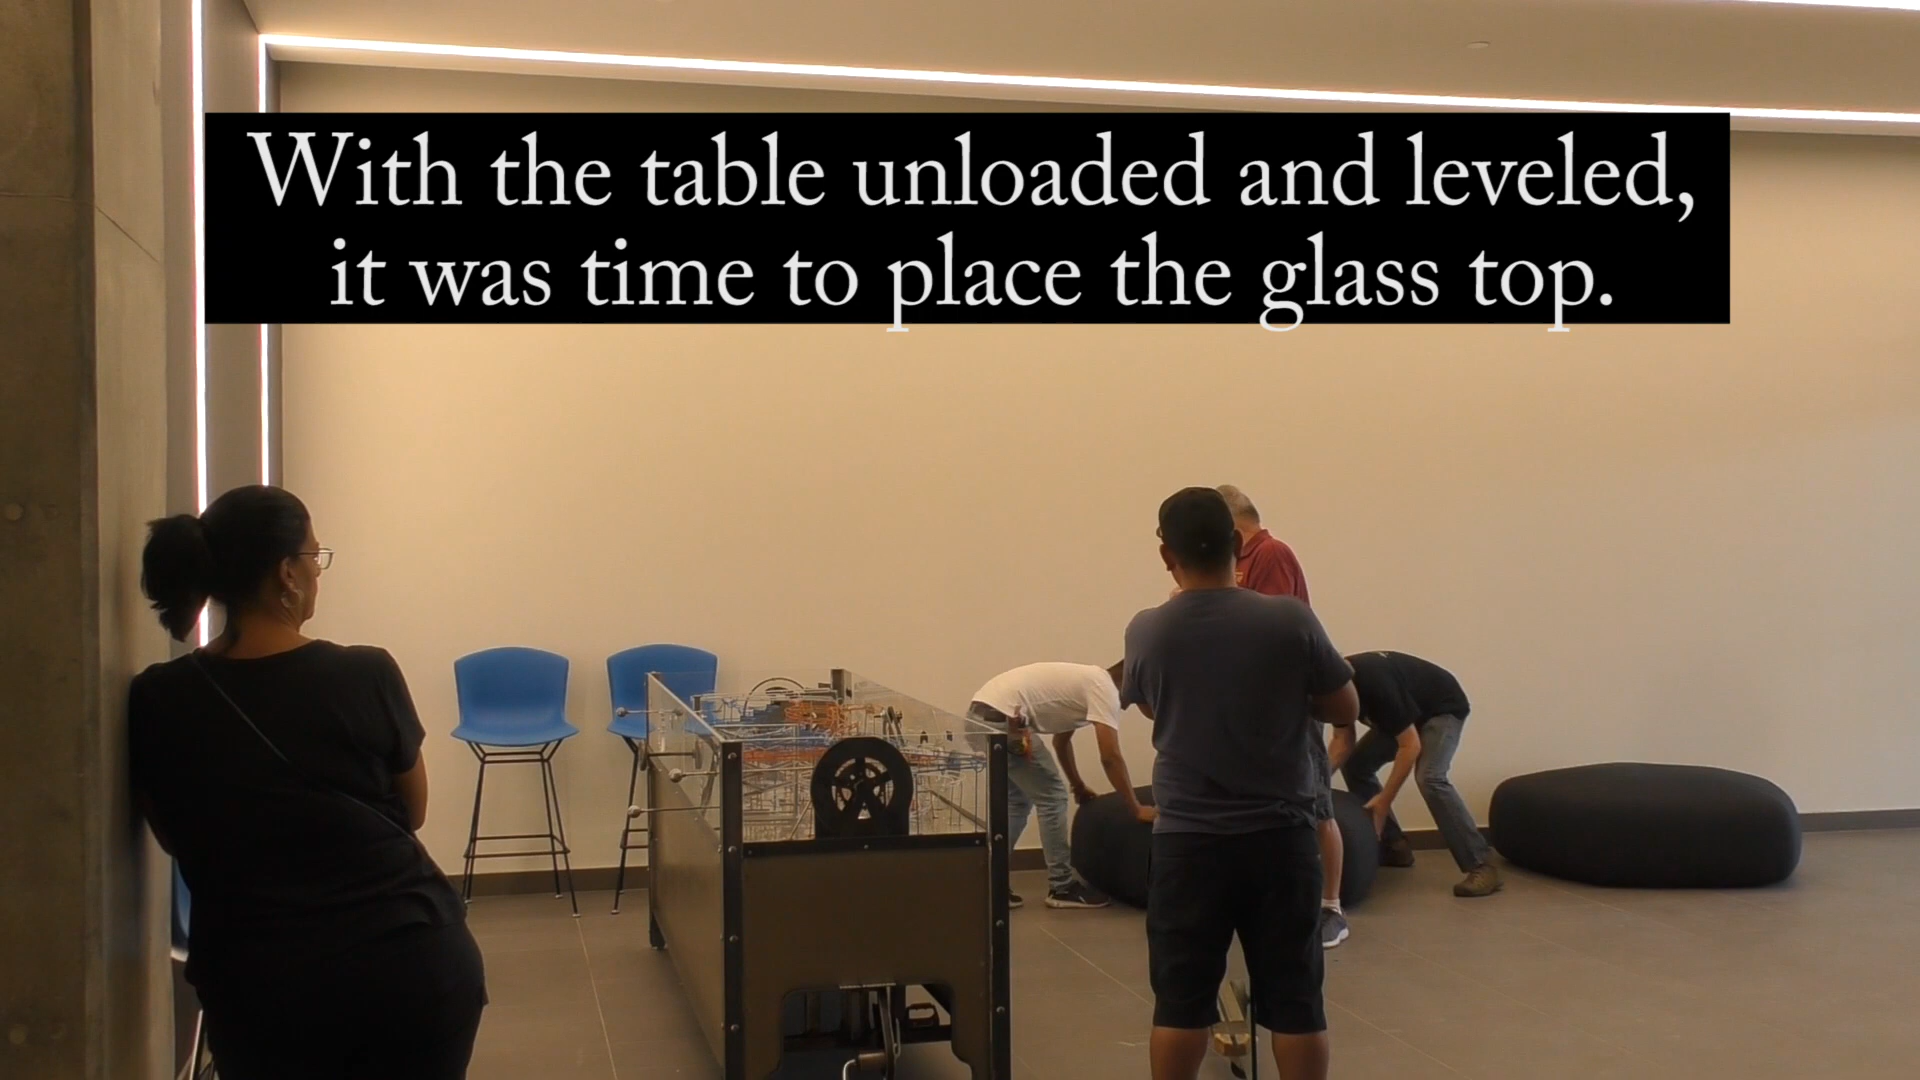 With the table unloaded and leveled,
it was time to place the glass top.